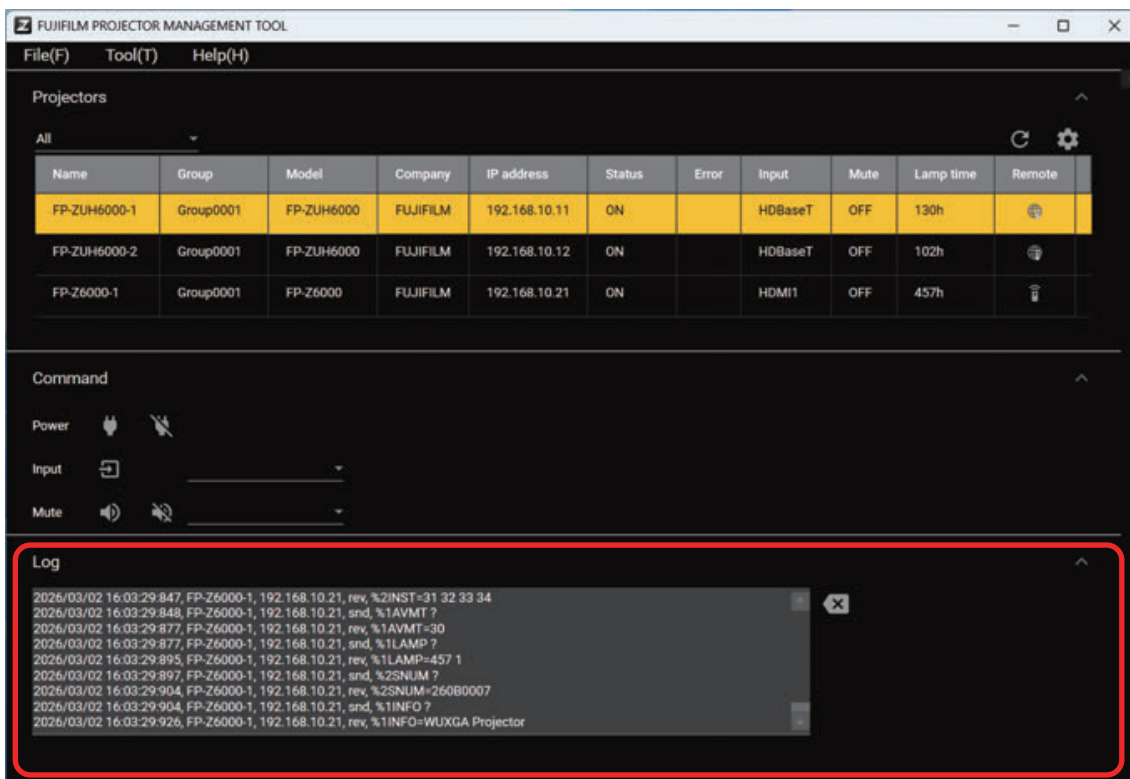 FUJIFILM PROJECTOR MANAGEMENT TOOL
File(F) Tool(T) Help(H)
Projectors
All
Name Group Model Company IP address Status Error Input Mute Lamp time Remote
FP-ZUH6000-1 Group0001 FP-ZUH6000 FUJIFILM 192.168.10.11 ON HDBaseT OFF 130h
FP-ZUH6000-2 Group0001 FP-ZUH6000 FUJIFILM 192.168.10.12 ON HDBaseT OFF 102h
FP-Z6000-1 Group0001 FP-Z6000 FUJIFILM 192.168.10.21 ON HDMI1 OFF 457h
Command
Power
Input
Mute
Log
2026/03/02 16:03:29:847, FP-Z6000-1, 192.168.10.21, rev, %2INST=31 32 33 34
2026/03/02 16:03:29:848, FP-Z6000-1, 192.168.10.21, snd, %1AVMT ?
2026/03/02 16:03:29:877, FP-Z6000-1, 192.168.10.21, rev, %1AVMT=30
2026/03/02 16:03:29:877, FP-Z6000-1, 192.168.10.21, snd, %1LAMP ?
2026/03/02 16:03:29:895, FP-Z6000-1, 192.168.10.21, rev, %1LAMP=457 1
2026/03/02 16:03:29:897, FP-Z6000-1, 192.168.10.21, snd, %2SNUM ?
2026/03/02 16:03:29:904, FP-Z6000-1, 192.168.10.21, rev, %2SNUM=260B0007
2026/03/02 16:03:29:904, FP-Z6000-1, 192.168.10.21, snd, %1INFO ?
2026/03/02 16:03:29:926, FP-Z6000-1, 192.168.10.21, rev, %1INFO=WUXGA Projector